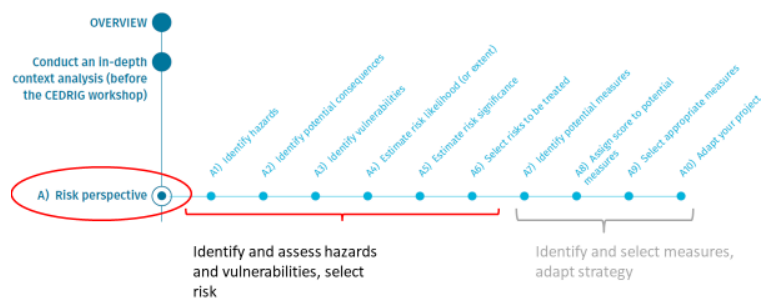 OVERVIEW
Conduct an in-depth
context analysis (before
the CEDRIG workshop)
A) Risk perspective
A1) Identify hazards
A2) Identify potential consequences
A3) Identify vulnerabilities
A4) Estimate risk likelihood (or extent)
A5) Estimate risk significance
A6) Select risks to be treated
A7) Identify potential measures
A8) Assign score to potential
measures
A9) Select appropriate measures
A10) Adapt your project
Identify and assess hazards
and vulnerabilities, select
risk
Identify and select measures,
adapt strategy